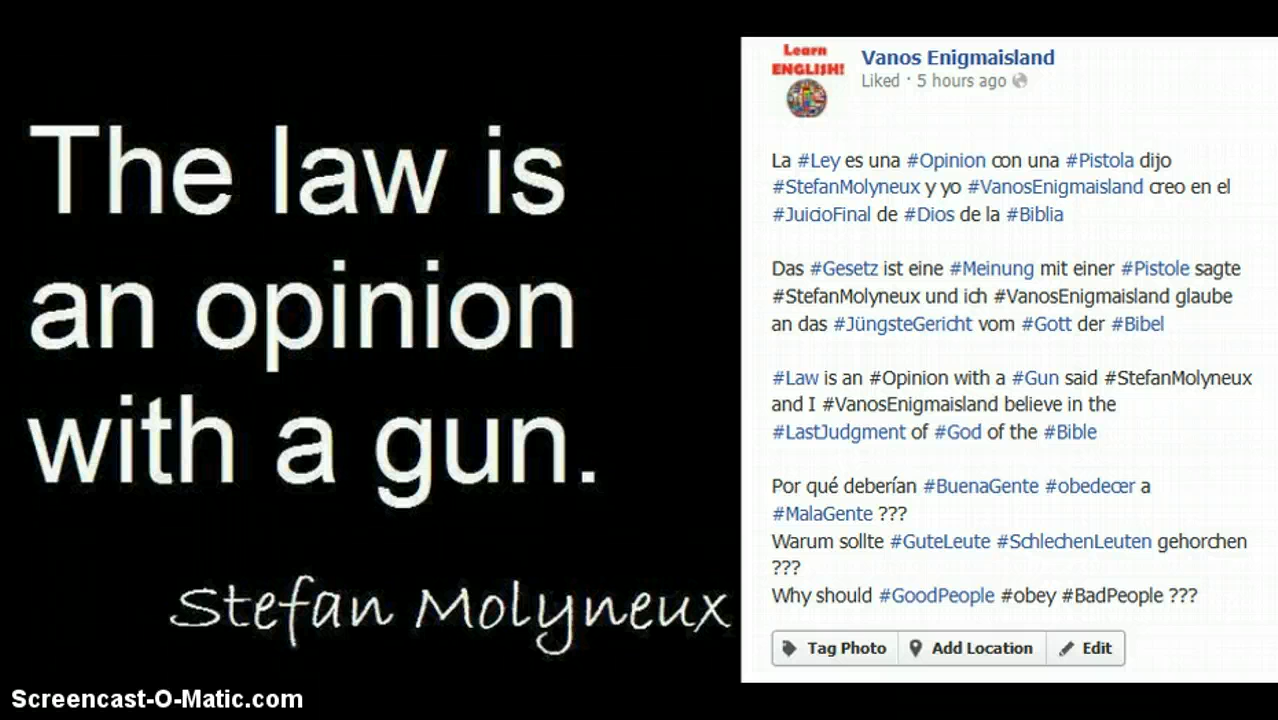 The law is
an opinion
with a gun.
Stefan Molyneux
Learn
ENGLISH!
Vanos Enigmaisland
Liked · 5 hours ago
La #Ley es una #Opinion con una #Pistola dijo
#StefanMolyneux y yo #VanosEnigmaisland creo en el
#JuicioFinal de #Dios de la #Biblia
Das #Gesetz ist eine #Meinung mit einer #Pistole sagte
#StefanMolyneux und ich #VanosEnigmaisland glaube
an das #JüngsteGericht vom #Gott der #Bibel
#Law is an #Opinion with a #Gun said #StefanMolyneux
and I #VanosEnigmaisland believe in the
#LastJudgment of #God of the #Bible
Por qué deberían #BuenaGente #obedecer a
#MalaGente ???
Warum sollte #GuteLeute #SchlechenLeuten gehorchen
???
Why should #GoodPeople #obey #BadPeople ???
Tag Photo Add Location Edit
Screencast-O-Matic.com